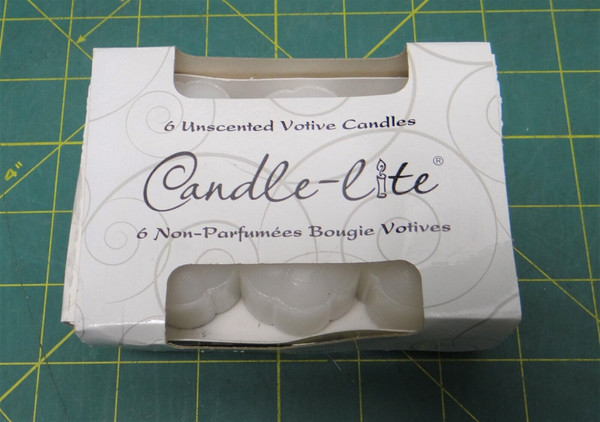 6 Unscented Votive Candles
Candle-lite®
6 Non-Parfumées Bougie Votives
4"